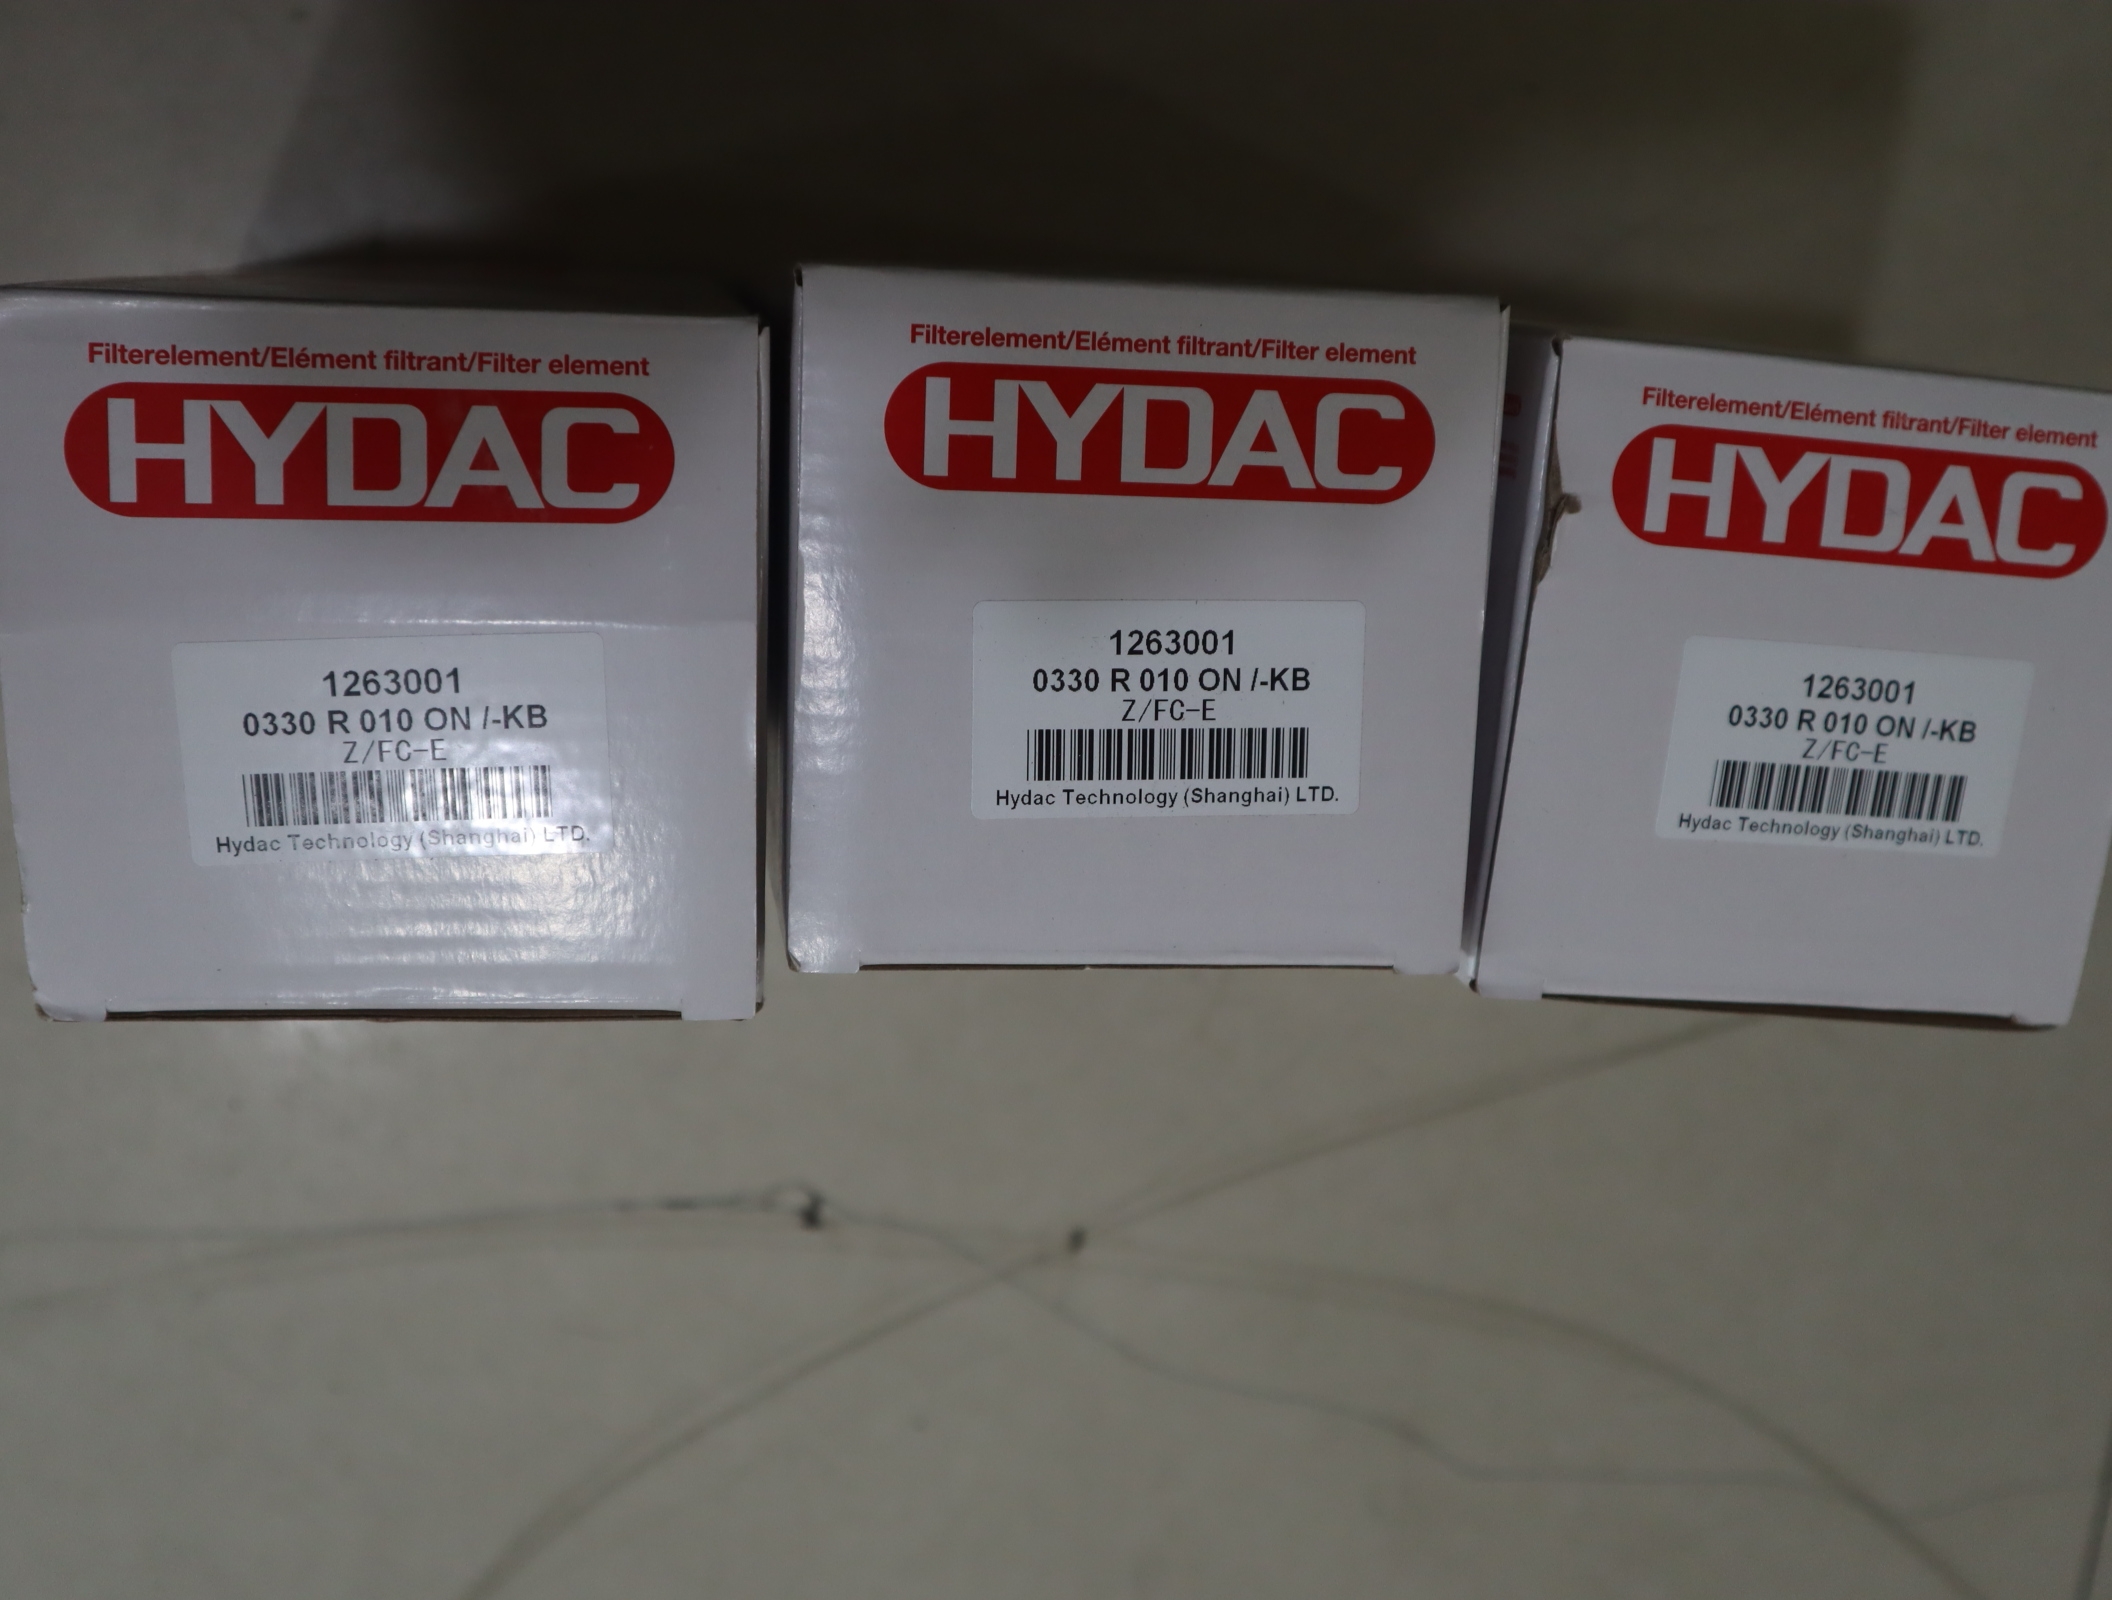 Filterelement/Elément filtrant/Filter element
HYDAC
1263001
0330 R 010 ON /-KB
Z/FC-E
Hydac Technology (Shanghai) LTD.
Filterelement/Elément filtrant/Filter element
HYDAC
1263001
0330 R 010 ON /-KB
Z/FC-E
Hydac Technology (Shanghai) LTD.
Filterelement/Elément filtrant/Filter element
HYDAC
1263001
0330 R 010 ON /-KB
Z/FC-E
Hydac Technology (Shanghai) LTD.